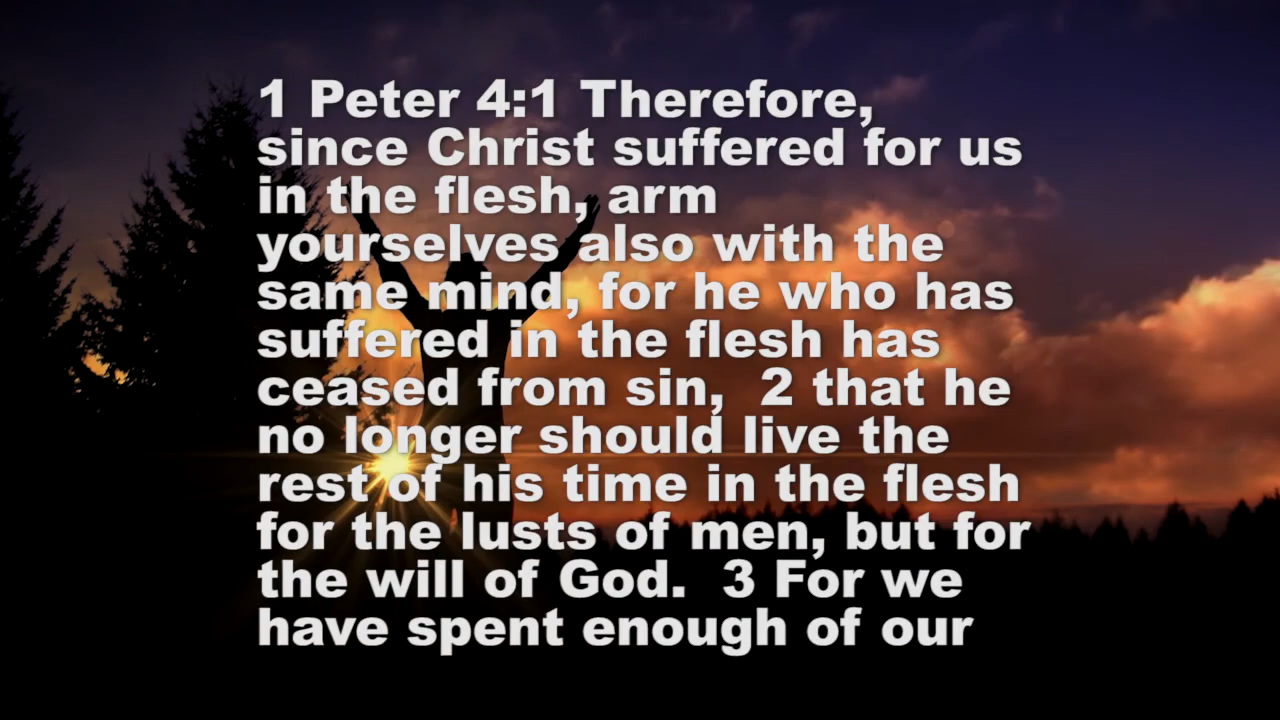 1 Peter 4:1 Therefore,
since Christ suffered for us
in the flesh, arm
yourselves also with the
same mind, for he who has
suffered in the flesh has
ceased from sin,  2 that he
no longer should live the
rest of his time in the flesh
for the lusts of men, but for
the will of God.  3 For we
have spent enough of our